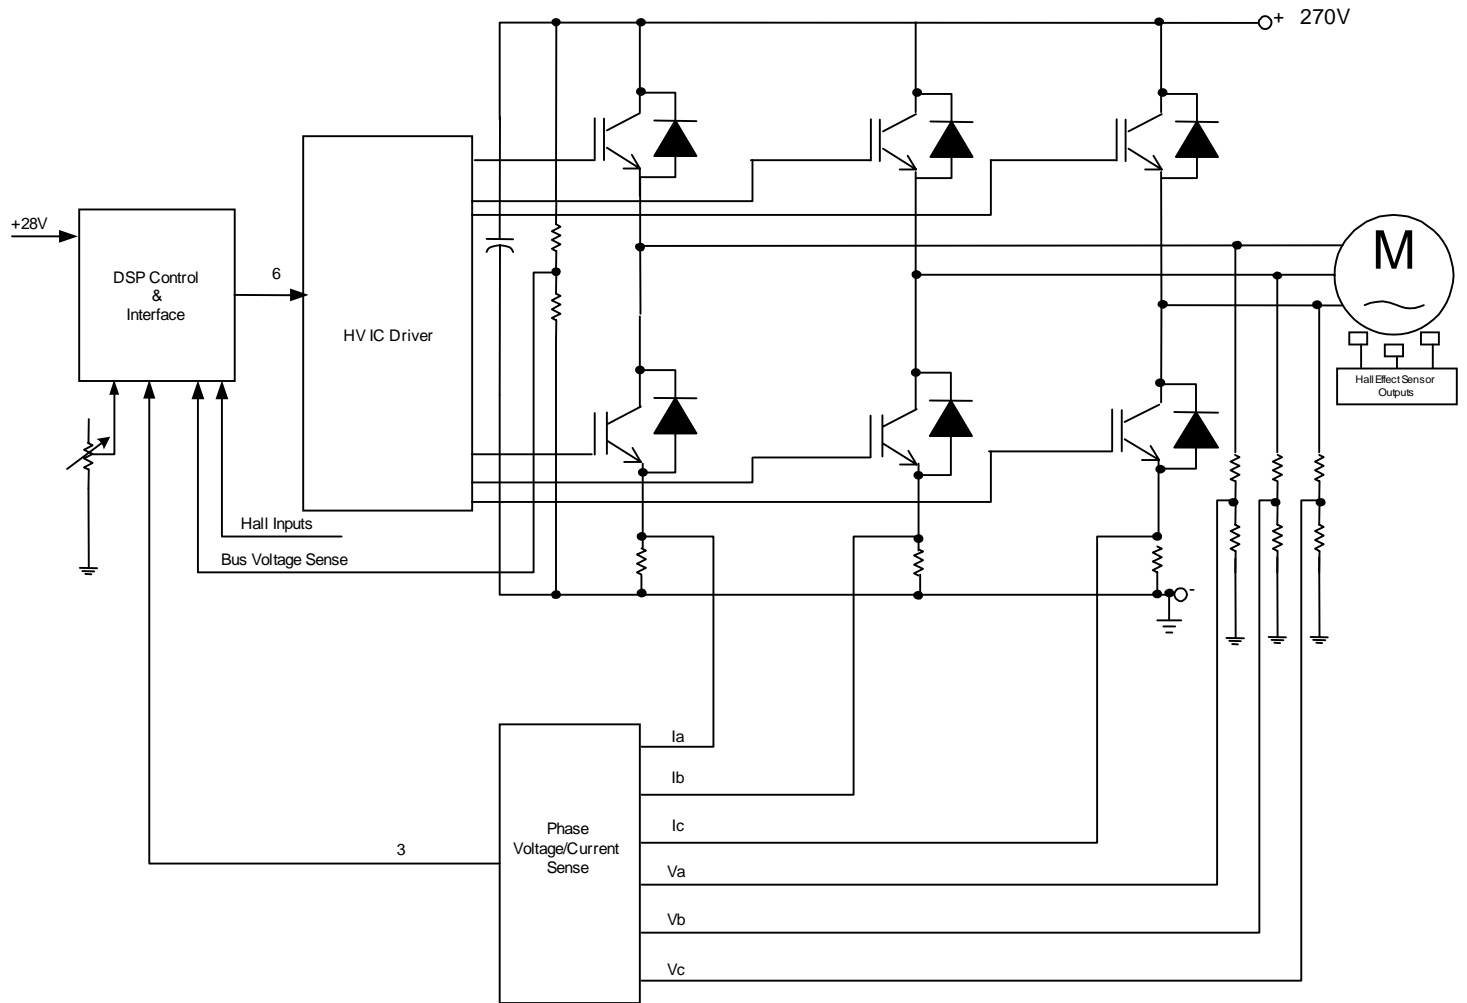 + 270V
+28V
DSP Control
&
Interface
6
HV IC Driver
M
Hall Effect Sensor
Outputs
Hall Inputs
Bus Voltage Sense
-
Ia
Ib
Ic
Phase
Voltage/Current
Sense
3
Va
Vb
Vc